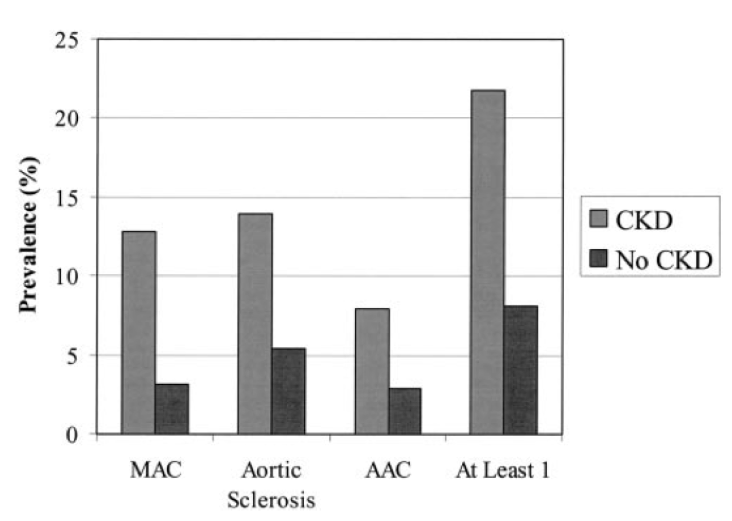 25
20
15
10
5
0
Prevalence (%)
MAC
Aortic
Sclerosis
AAC
At Least 1
CKD
No CKD